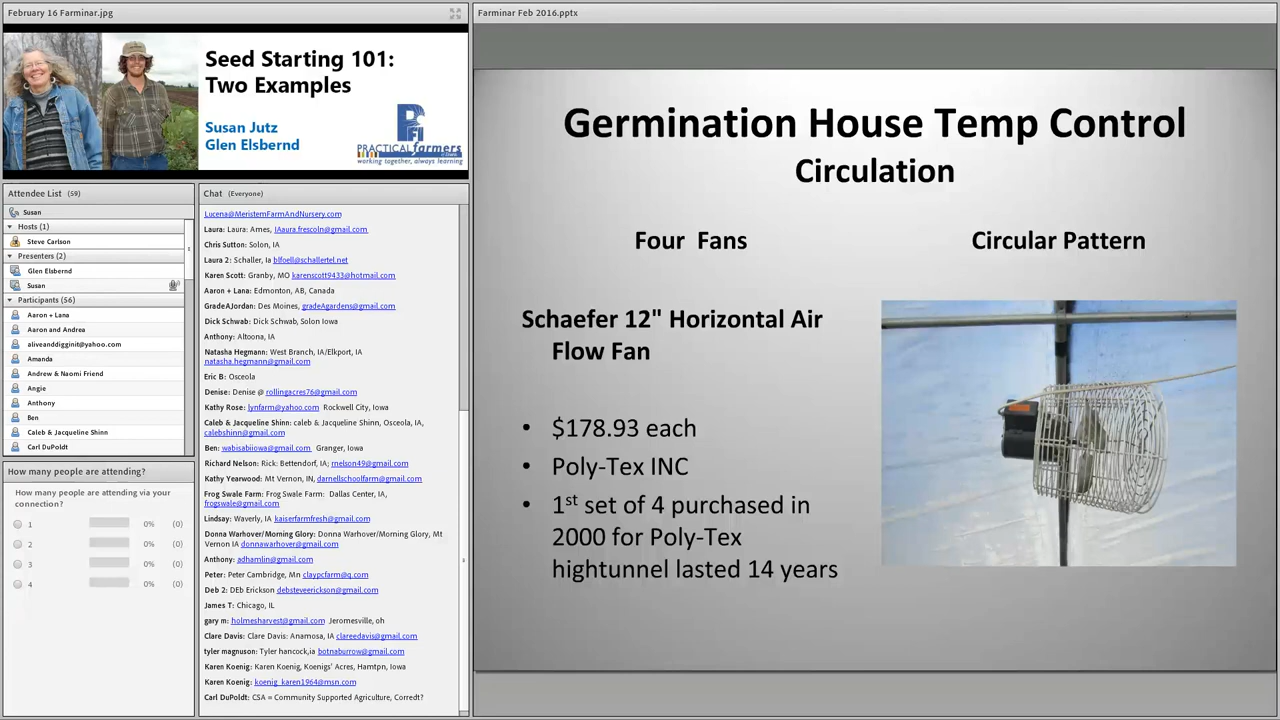 February 16 Farminar.jpg
Seed Starting 101:
Two Examples
Susan Jutz
Glen Elsbernd
PFI
PRACTICAL farmers
working together, always learning
Attendee List (59)
Susan
Hosts (1)
Steve Carlson
Presenters (2)
Glen Elsbernd
Susan
Participants (56)
Aaron + Lana
Aaron and Andrea
aliveanddigginit@yahoo.com
Amanda
Andrew & Naomi Friend
Angie
Anthony
Ben
Caleb & Jacqueline Shinn
Carl DuPoldt
How many people are attending?
How many people are attending via your
connection?
1 0% (0)
2 0% (0)
3 0% (0)
4 0% (0)
Chat (Everyone)
Lucena@MeristemFarmAndNursery.com
Laura: Laura: Ames, IAaura.frescoln@gmail.com
Chris Sutton: Solon, IA
Laura 2: Schaller, Ia blfoell@schallertel.net
Karen Scott: Granby, MO karenscott9433@hotmail.com
Aaron + Lana: Edmonton, AB, Canada
GradeAJordan: Des Moines, gradeAgardens@gmail.com
Dick Schwab: Dick Schwab, Solon Iowa
Anthony: Altoona, IA
Natasha Hegmann: West Branch, IA/Elkport, IA
natasha.hegmann@gmail.com
Eric B: Osceola
Denise: Denise @ rollingacres76@gmail.com
Kathy Rose: lynfarm@yahoo.com Rockwell City, Iowa
Caleb & Jacqueline Shinn: caleb & Jacqueline Shinn, Osceola, IA,
calebshinn@gmail.com
Ben: wabisabiiowa@gmail.com Granger, Iowa
Richard Nelson: Rick: Bettendorf, IA; rnelson49@gmail.com
Kathy Yearwood: Mt Vernon, IN, darnellschoolfarm@gmail.com
Frog Swale Farm: Frog Swale Farm: Dallas Center, IA,
frogswale@gmail.com
Lindsay: Waverly, IA kaiserfarmfresh@gmail.com
Donna Warhover/Morning Glory: Donna Warhover/Morning Glory, Mt
Vernon IA donnawarhover@gmail.com
Anthony: adhamlin@gmail.com
Peter: Peter Cambridge, Mn claypcfarm@q.com
Deb 2: DEb Erickson debsteveerickson@gmail.com
James T: Chicago, IL
gary m: holmesharvest@gmail.com Jeromesville, oh
Clare Davis: Clare Davis: Anamosa, IA clareedavis@gmail.com
tyler magnuson: Tyler hancock,ia botnaburrow@gmail.com
Karen Koenig: Karen Koenig, Koenigs' Acres, Hamtpn, Iowa
Karen Koenig: koenig_karen1964@msn.com
Carl DuPoldt: CSA = Community Supported Agriculture, Corredt?
Farminar Feb 2016.pptx
Germination House Temp Control
Circulation
Four Fans
Circular Pattern
Schaefer 12" Horizontal Air
Flow Fan
• $178.93 each
• Poly-Tex INC
• 1st set of 4 purchased in
2000 for Poly-Tex
hightunnel lasted 14 years